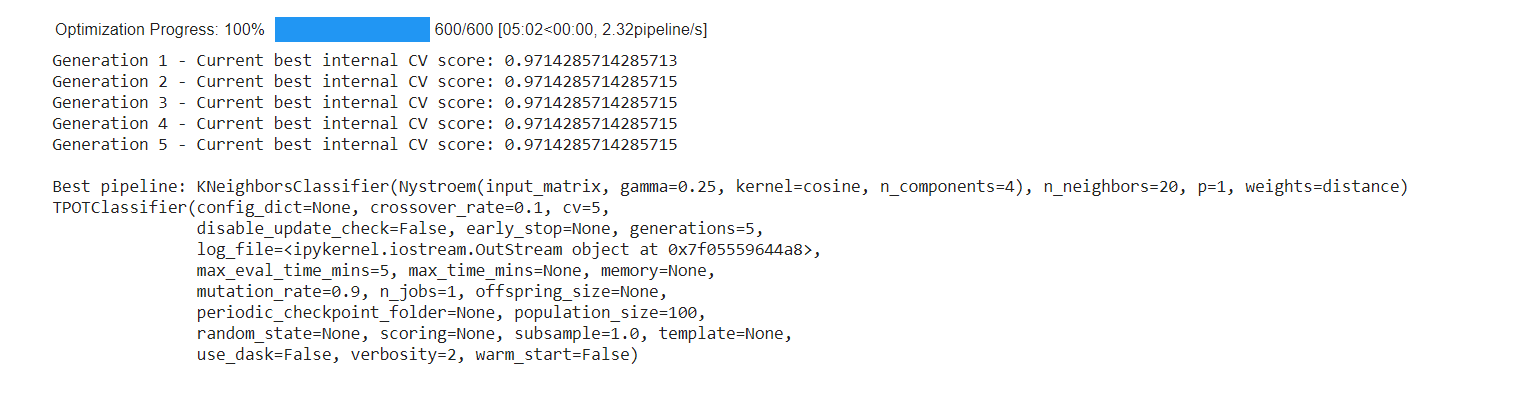 Optimization Progress: 100% 600/600 [05:02<00:00, 2.32pipeline/s]
Generation 1 - Current best internal CV score: 0.9714285714285713
Generation 2 - Current best internal CV score: 0.9714285714285715
Generation 3 - Current best internal CV score: 0.9714285714285715
Generation 4 - Current best internal CV score: 0.9714285714285715
Generation 5 - Current best internal CV score: 0.9714285714285715
Best pipeline: KNeighborsClassifier(Nystroem(input_matrix, gamma=0.25, kernel=cosine, n_components=4), n_neighbors=20, p=1, weights=distance)
TPOTClassifier(config_dict=None, crossover_rate=0.1, cv=5,
disable_update_check=False, early_stop=None, generations=5,
log_file=<ipykernel.iostream.OutStream object at 0x7f05559644a8>,
max_eval_time_mins=5, max_time_mins=None, memory=None,
mutation_rate=0.9, n_jobs=1, offspring_size=None,
periodic_checkpoint_folder=None, population_size=100,
random_state=None, scoring=None, subsample=1.0, template=None,
use_dask=False, verbosity=2, warm_start=False)